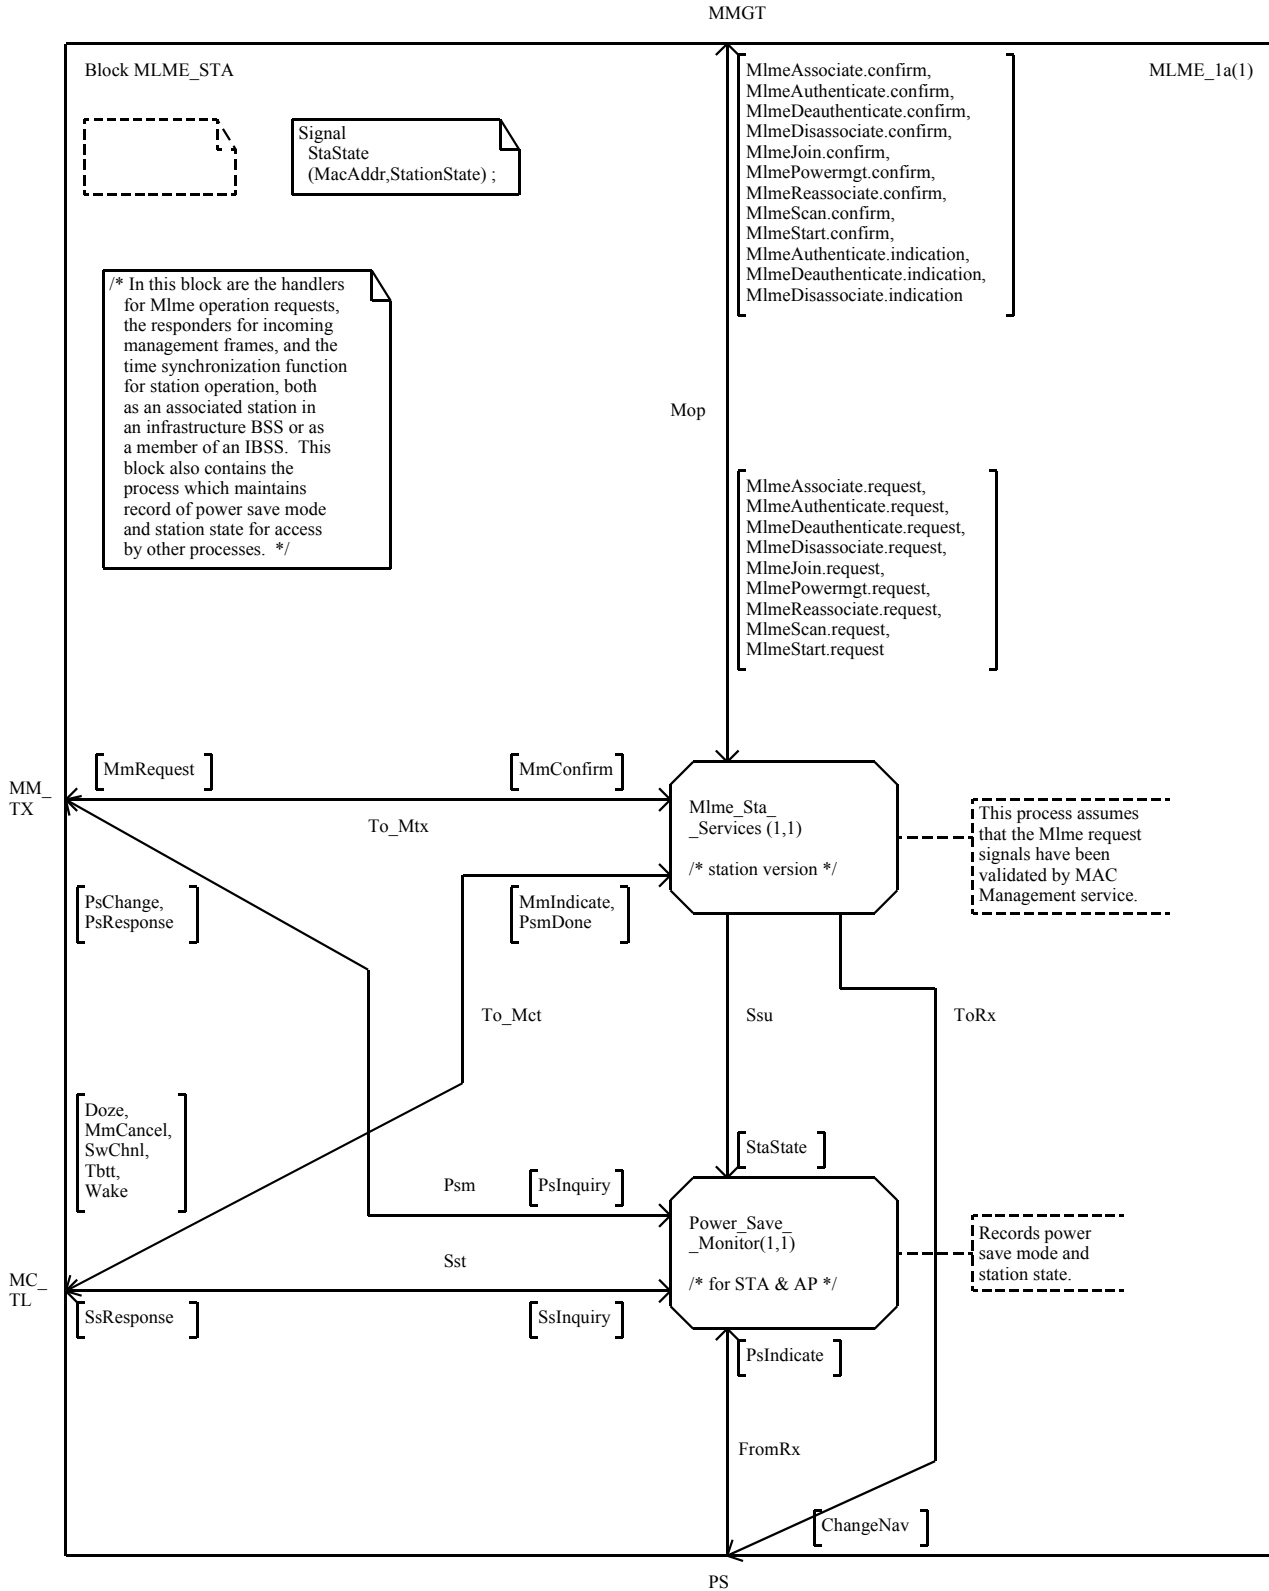 MMGT
Block MLME_STA
MLME_1a(1)
Signal
StaState
(MacAddr,StationState) ;
MlmeAssociate.confirm,
MlmeAuthenticate.confirm,
MlmeDeauthenticate.confirm,
MlmeDisassociate.confirm,
MlmeJoin.confirm,
MlmePowermgt.confirm,
MlmeReassociate.confirm,
MlmeScan.confirm,
MlmeStart.confirm,
MlmeAuthenticate.indication,
MlmeDeauthenticate.indication,
MlmeDisassociate.indication
/* In this block are the handlers
for Mlme operation requests,
the responders for incoming
management frames, and the
time synchronization function
for station operation, both
as an associated station in
an infrastructure BSS or as
a member of an IBSS. This
block also contains the
process which maintains
record of power save mode
and station state for access
by other processes. */
Mop
MlmeAssociate.request,
MlmeAuthenticate.request,
MlmeDeauthenticate.request,
MlmeDisassociate.request,
MlmeJoin.request,
MlmePowermgt.request,
MlmeReassociate.request,
MlmeScan.request,
MlmeStart.request
MmRequest
MmConfirm
MM_
TX
To_Mtx
Mlme_Sta_
_Services (1,1)
/* station version */
This process assumes
that the Mlme request
signals have been
validated by MAC
Management service.
PsChange,
PsResponse
MmIndicate,
PsmDone
To_Mct
Ssu
ToRx
Doze,
MmCancel,
SwChnl,
Tbtt,
Wake
StaState
Psm
PsInquiry
Power_Save_
_Monitor(1,1)
/* for STA & AP */
Records power
save mode and
station state.
Sst
MC_
TL
SsResponse
SsInquiry
PsIndicate
FromRx
ChangeNav
PS